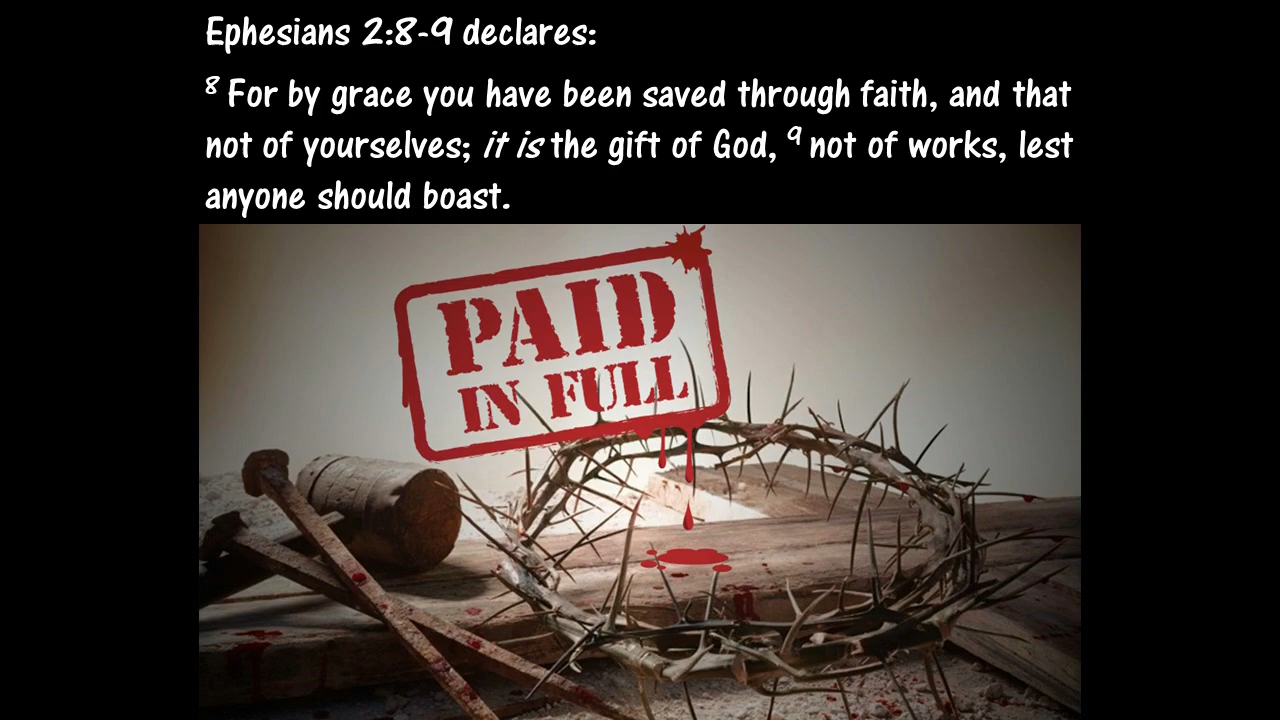 Ephesians 2:8-9 declares:
⁸ For by grace you have been saved through faith, and that
not of yourselves; it is the gift of God, ⁹ not of works, lest
anyone should boast.
PAID
IN FULL